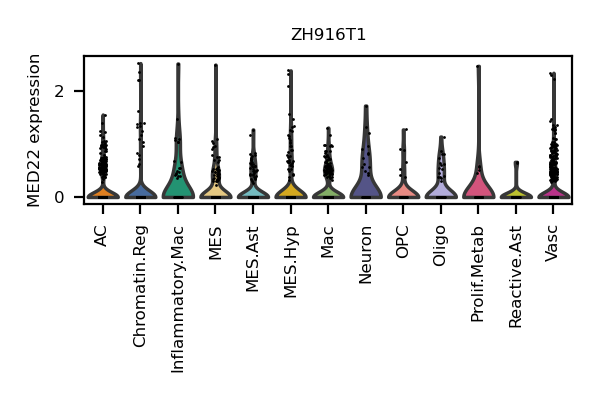 ZH916T1
MED22 expression
2
0
AC
Chromatin.Reg
Inflammatory.Mac
MES
MES.Ast
MES.Hyp
Mac
Neuron
OPC
Oligo
Prolif.Metab
Reactive.Ast
Vasc